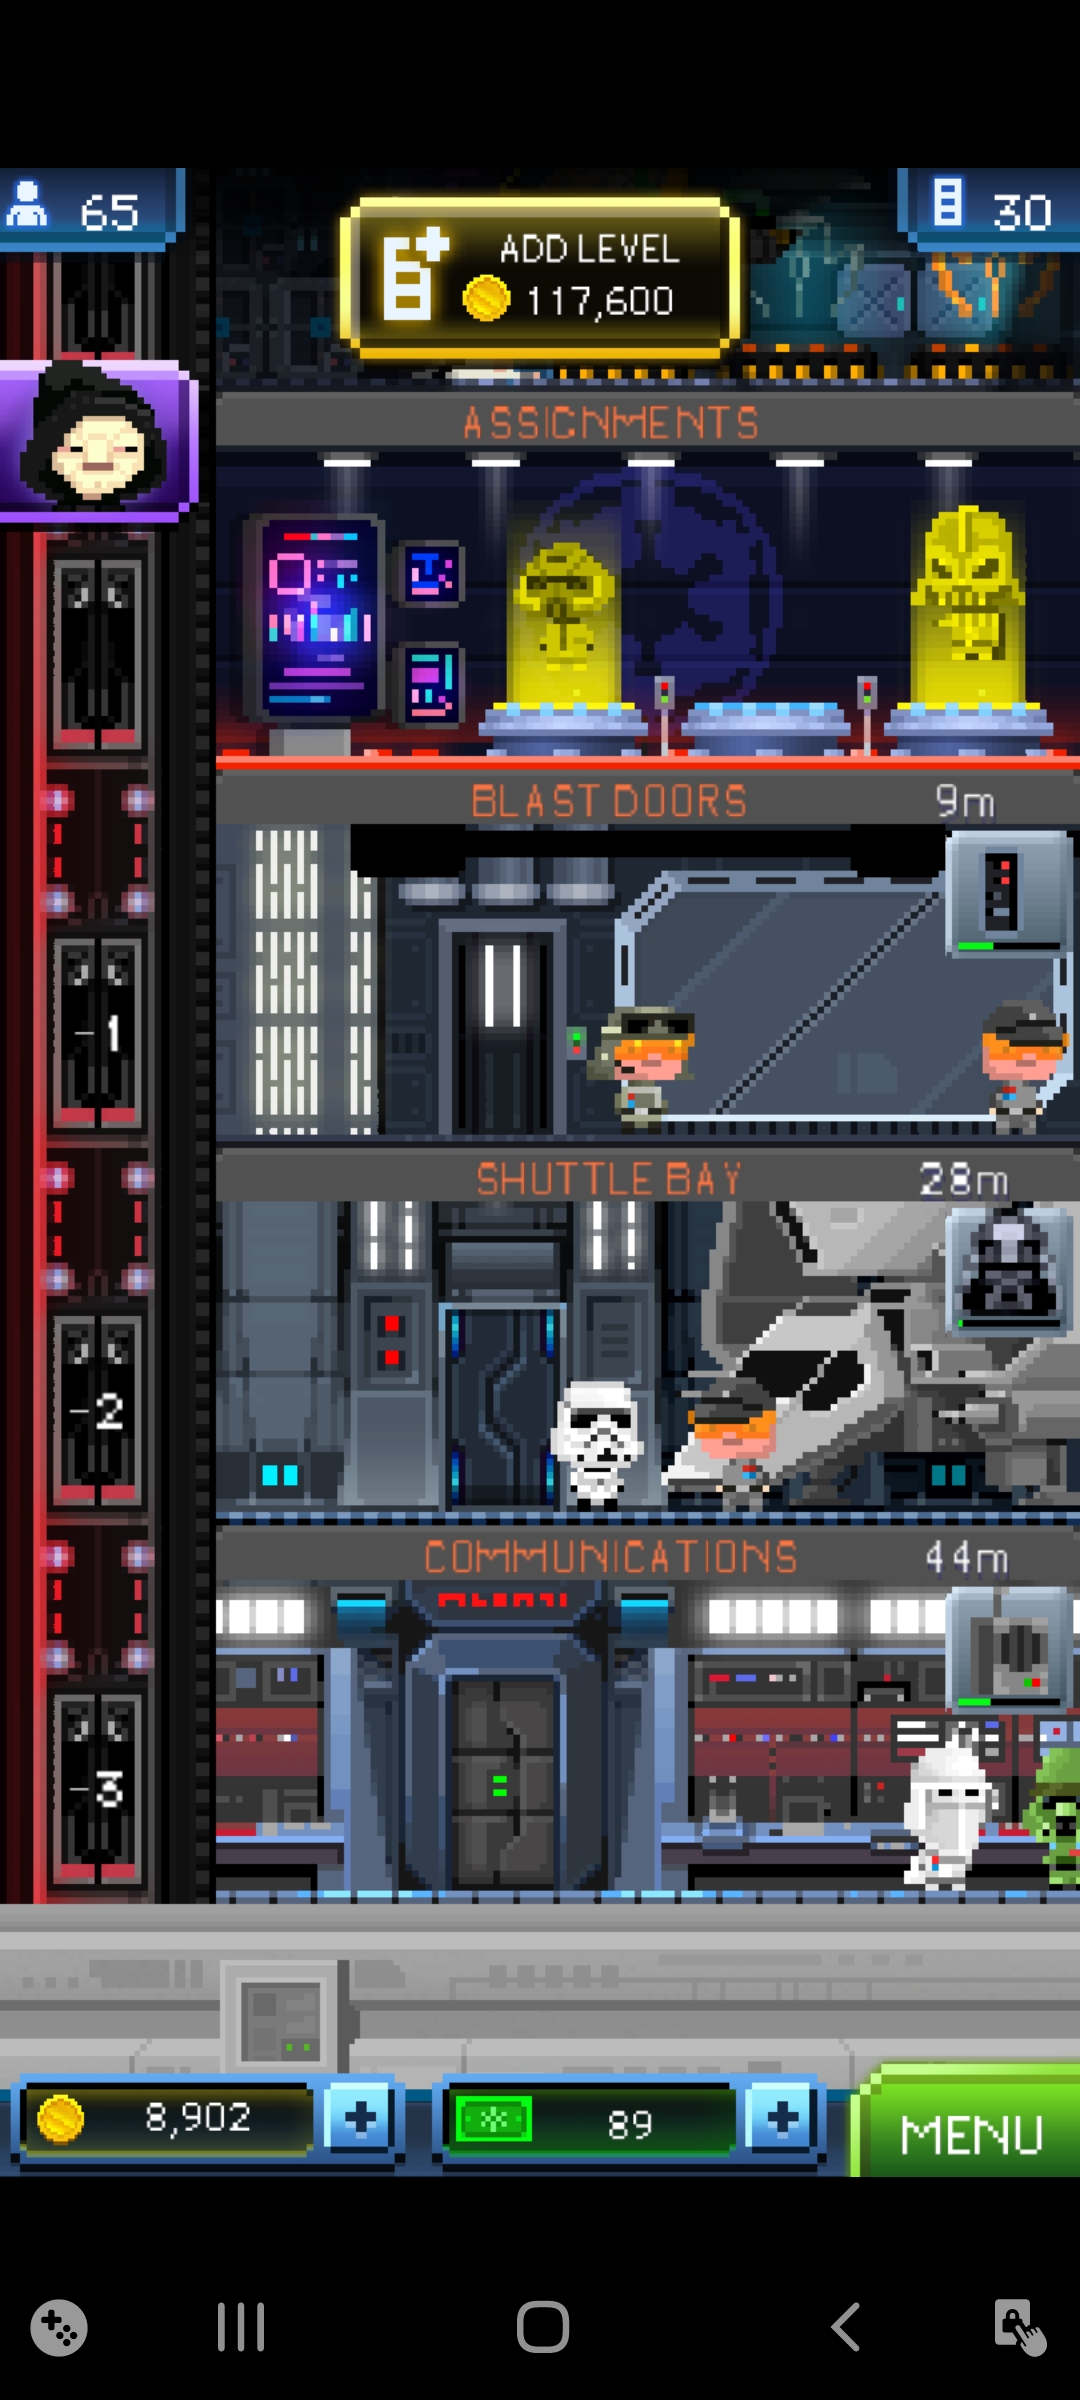 65
ADD LEVEL
117,600
30
ASSIGNMENTS
BLAST DOORS 9m
-1
SHUTTLE BAY 28m
-2
COMMUNICATIONS 44m
-3
8,902
89
MENU